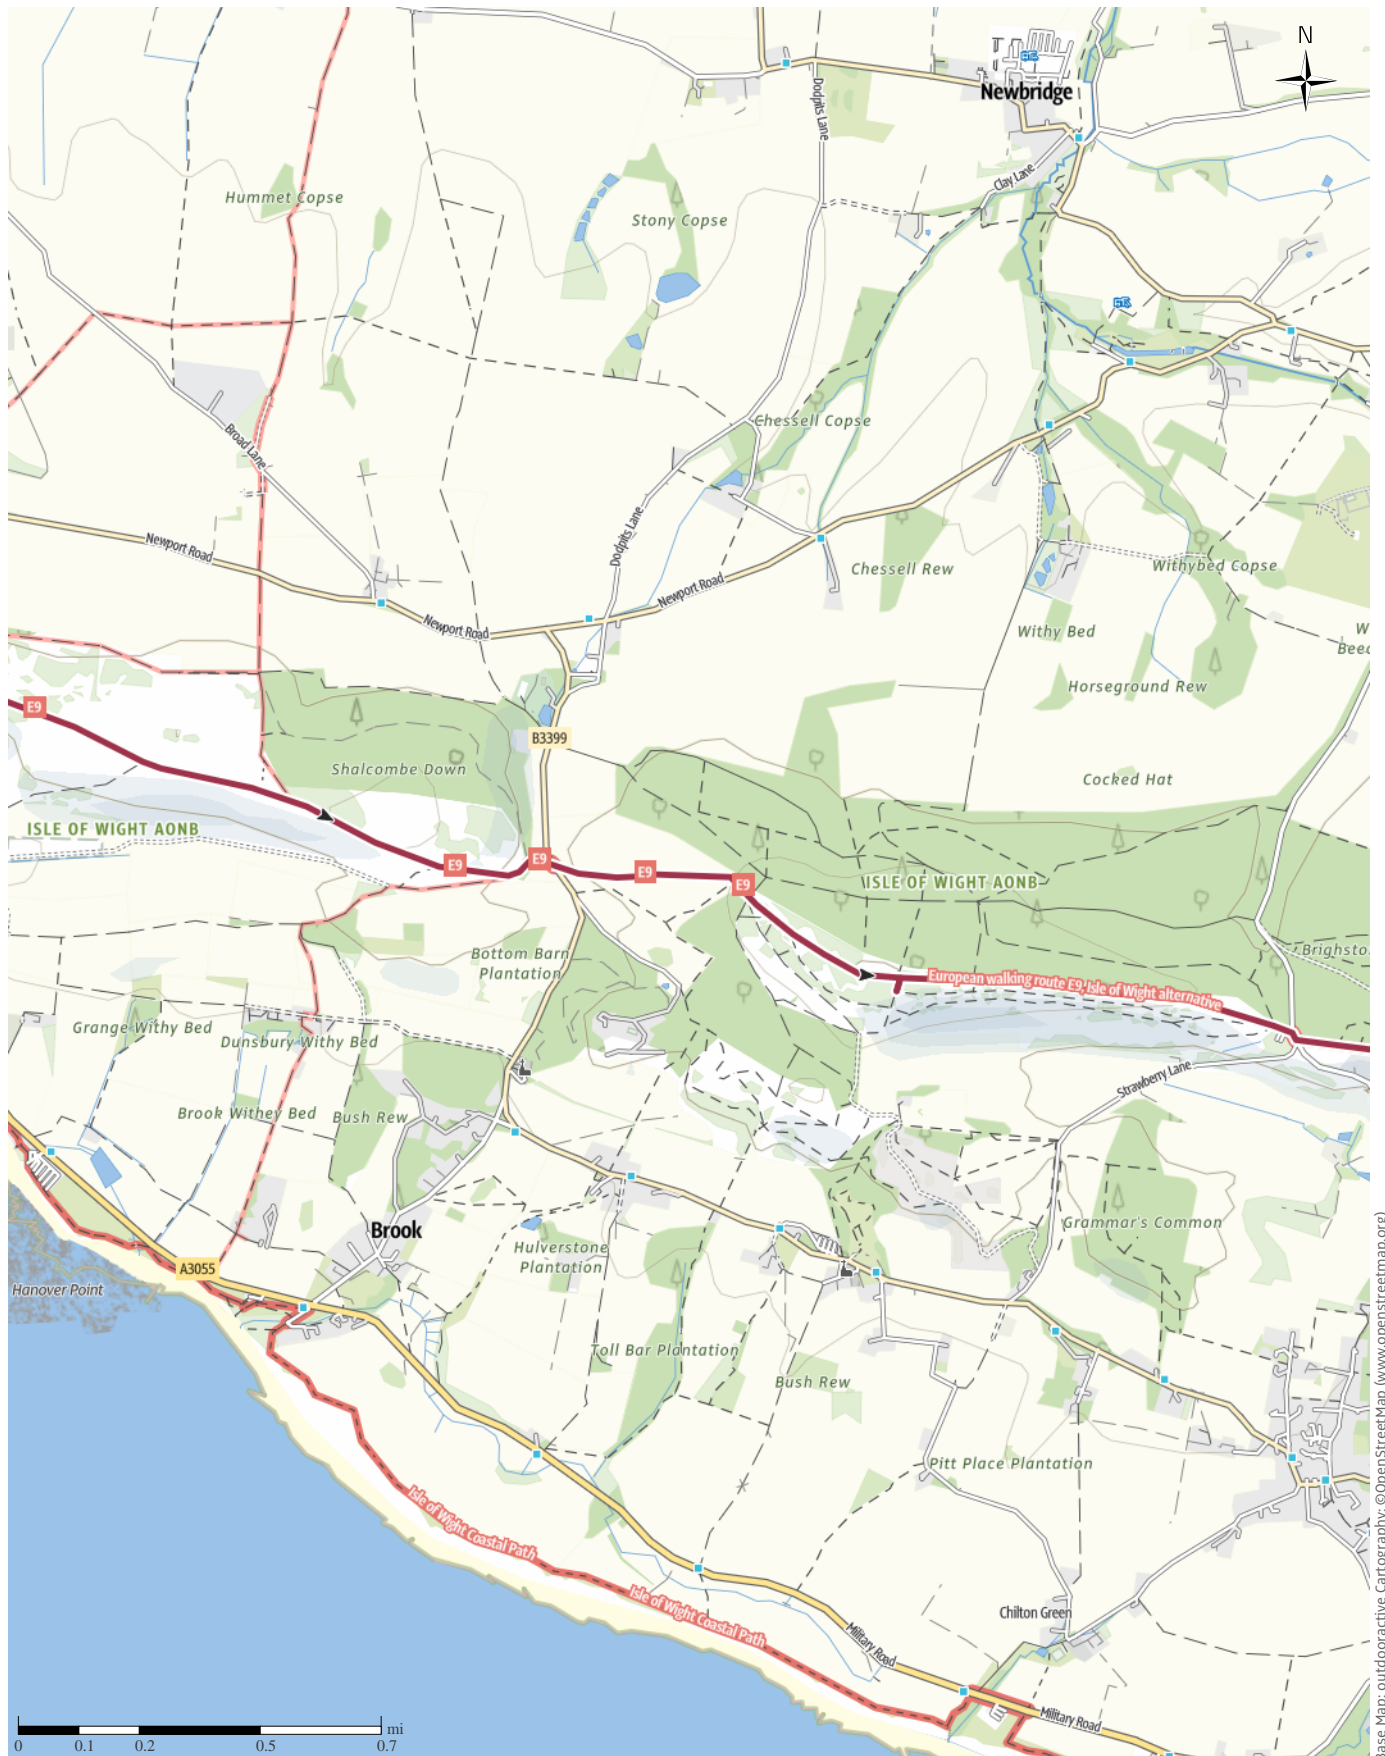 N
Newbridge
Dodpits Lane
Clay Lane
Hummet Copse
Stony Copse
Chessell Copse
Broad Lane
Dodpits Lane
Newport Road
Newport Road
Newport Road
Chessell Rew
Withybed Copse
Withy Bed
Horseground Rew
E9
B3399
Shalcombe Down
Cocked Hat
ISLE OF WIGHT AONB
E9
E9
E9
E9
ISLE OF WIGHT AONB
Bottom Barn
Plantation
European walking route E9, Isle of Wight alternative
Grange Withy Bed
Dunsbury Withy Bed
Strawberry Lane
Brook Withey Bed
Bush Rew
Brook
Grammar's Common
Hulverstone
Plantation
A3055
Hanover Point
Toll Bar Plantation
Bush Rew
Pitt Place Plantation
Isle of Wight Coastal Path
Isle of Wight Coastal Path
Chilton Green
Military Road
Military Road
mi
0 0.1 0.2 0.5 0.7
ase Map: outdooractive Cartography: ©OpenStreetMap (www.openstreetmap.org)